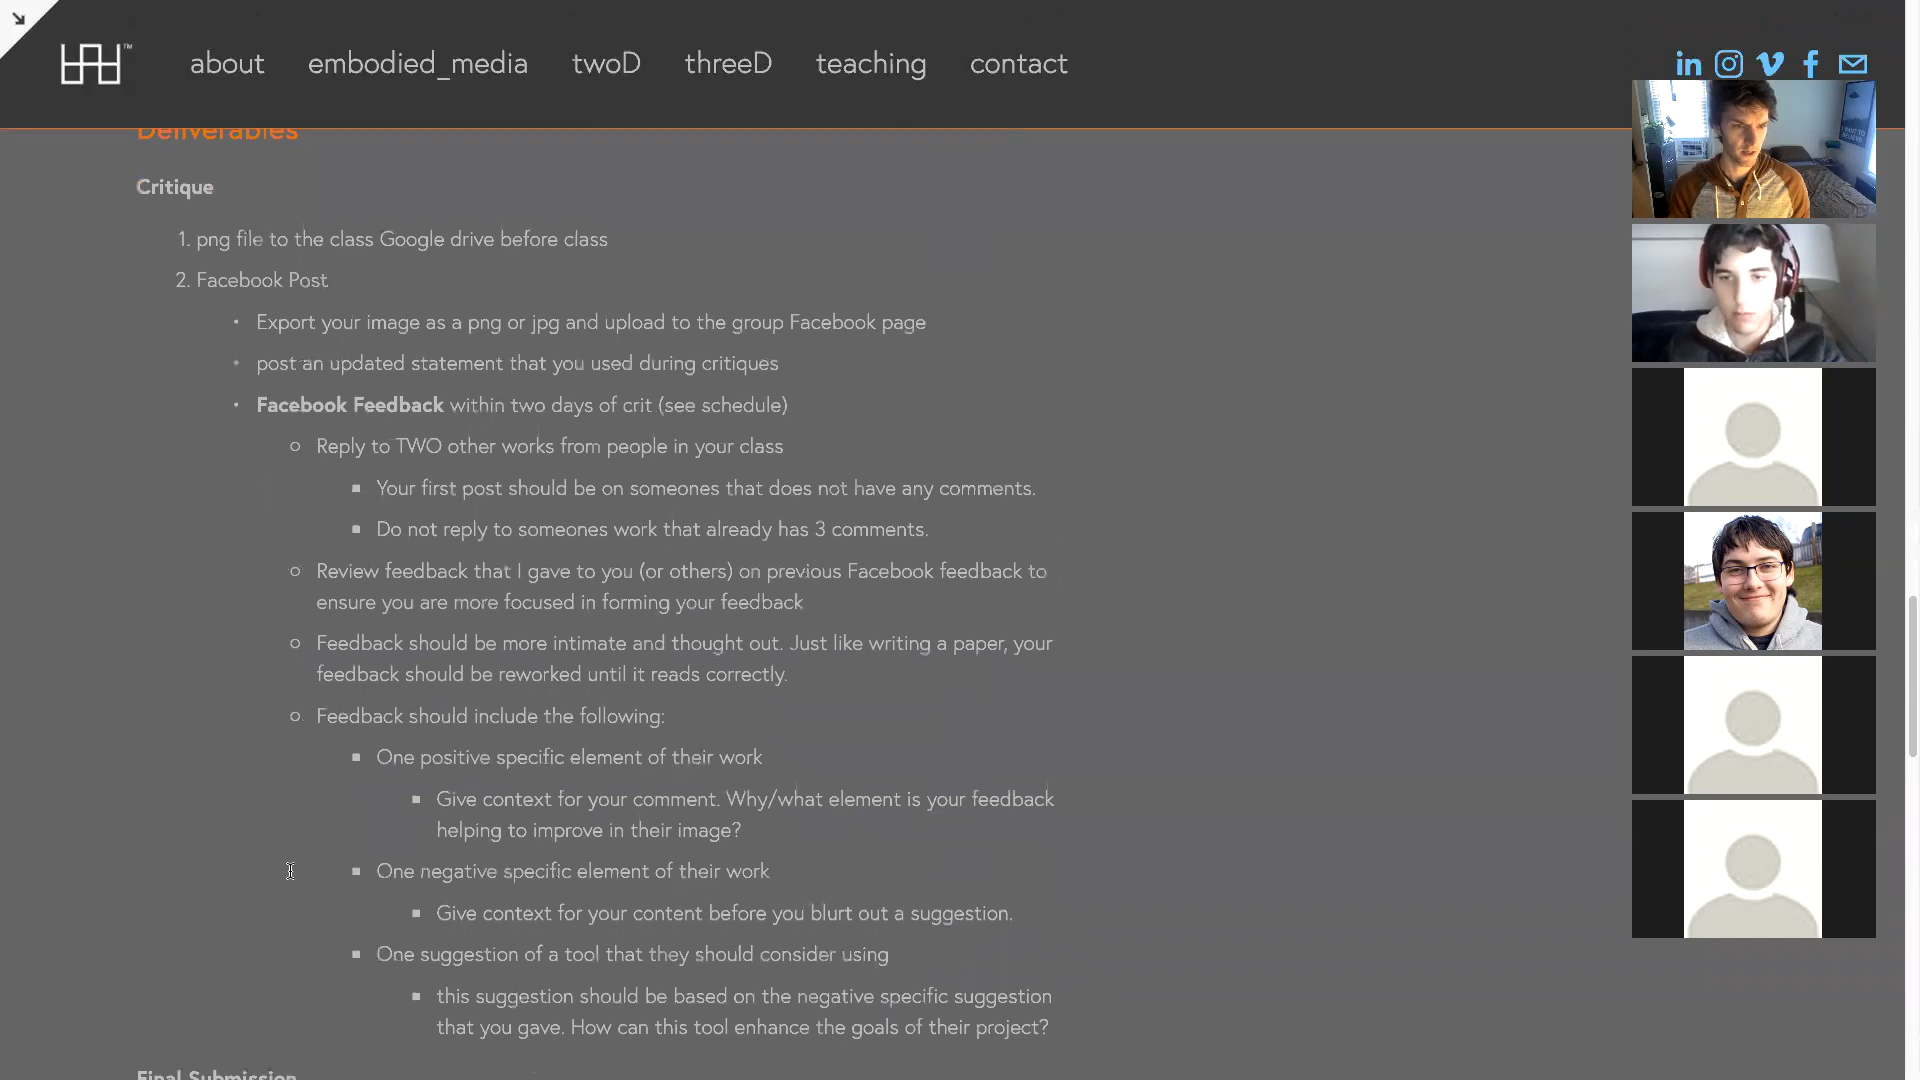 about embodied_media twoD threeD teaching contact
Deliverables
Critique
1. png file to the class Google drive before class
2. Facebook Post
• Export your image as a png or jpg and upload to the group Facebook page
• post an updated statement that you used during critiques
• Facebook Feedback within two days of crit (see schedule)
○ Reply to TWO other works from people in your class
▪ Your first post should be on someones that does not have any comments.
▪ Do not reply to someones work that already has 3 comments.
○ Review feedback that I gave to you (or others) on previous Facebook feedback to
ensure you are more focused in forming your feedback
○ Feedback should be more intimate and thought out. Just like writing a paper, your
feedback should be reworked until it reads correctly.
○ Feedback should include the following:
▪ One positive specific element of their work
▪ Give context for your comment. Why/what element is your feedback
helping to improve in their image?
▪ One negative specific element of their work
▪ Give context for your content before you blurt out a suggestion.
▪ One suggestion of a tool that they should consider using
▪ this suggestion should be based on the negative specific suggestion
that you gave. How can this tool enhance the goals of their project?
Final Submission
I WANT TO
BELIEVE